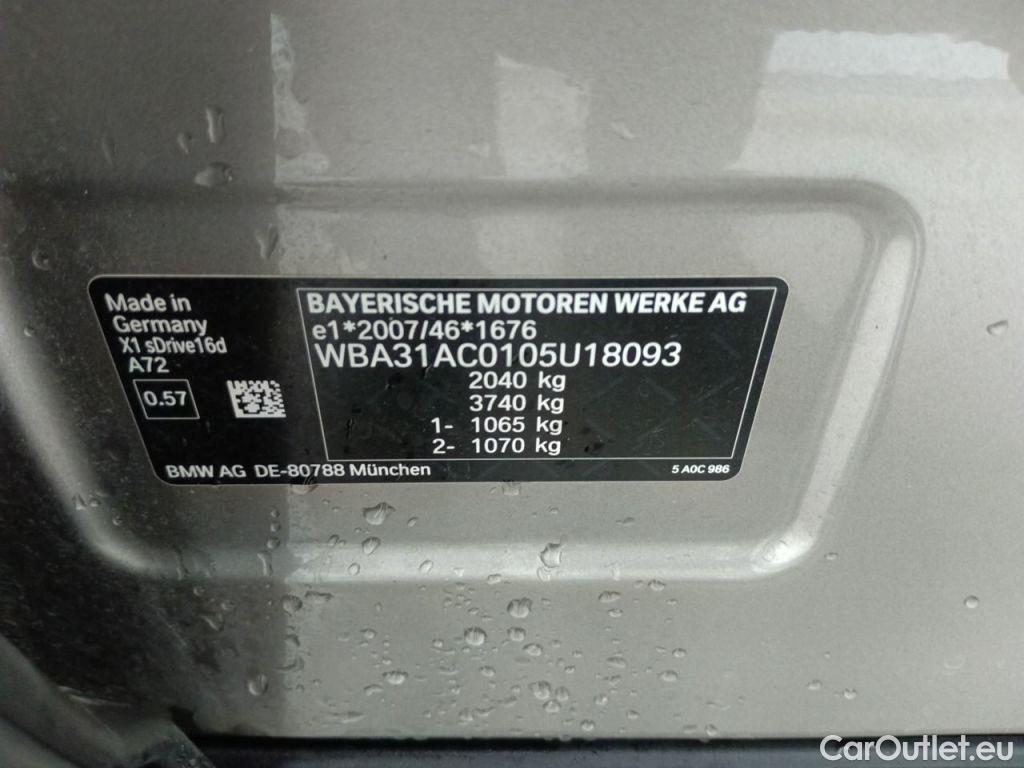 Made in
Germany
X1 sDrive16d
A72
0.57
BAYERISCHE MOTOREN WERKE AG
e1*2007/46*1676
WBA31AC0105U18093
2040 kg
3740 kg
1- 1065 kg
2- 1070 kg
BMW AG DE-80788 München
5 A0C 986
CarOutlet.eu